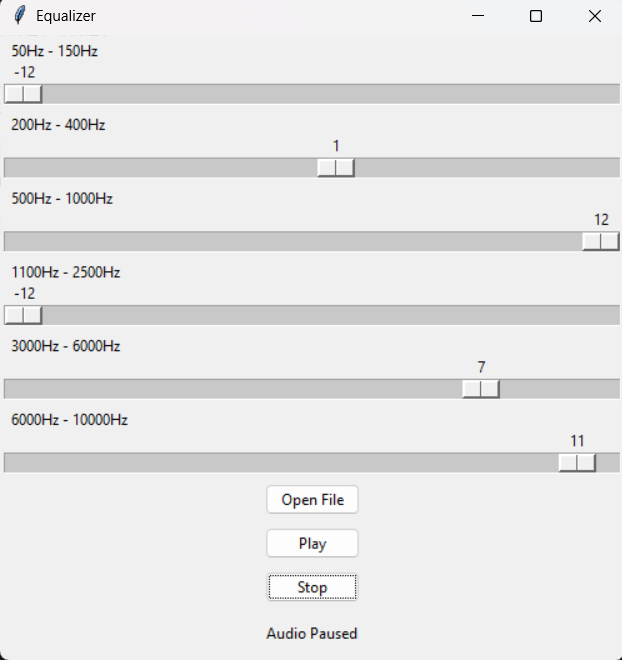 Equalizer
50Hz - 150Hz
-12
200Hz - 400Hz
1
500Hz - 1000Hz
12
1100Hz - 2500Hz
-12
3000Hz - 6000Hz
7
6000Hz - 10000Hz
11
Open File
Play
Stop
Audio Paused